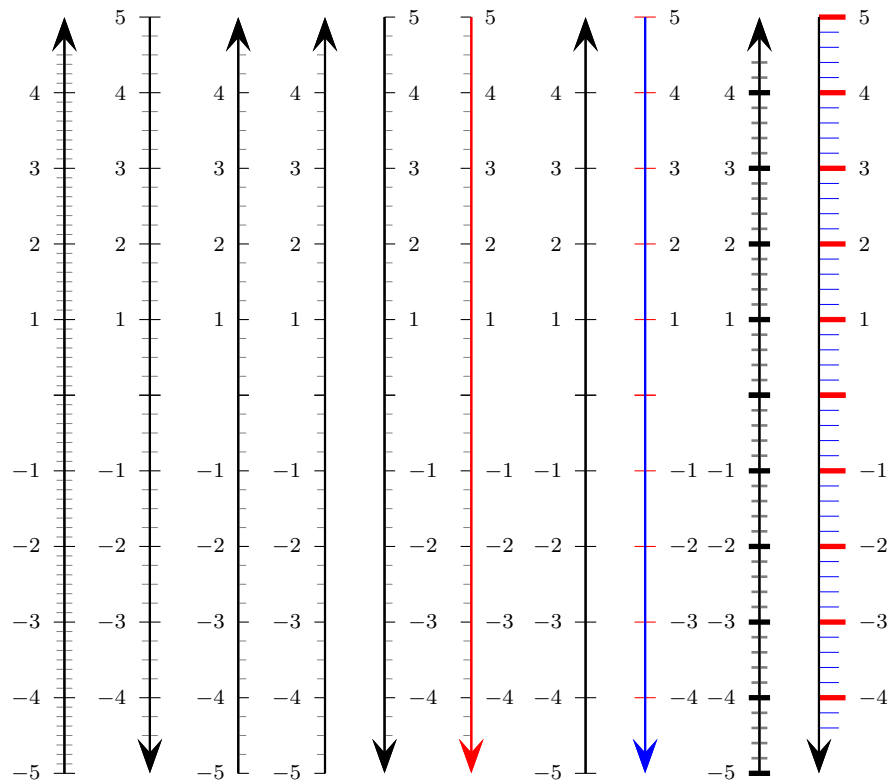 5 5 5 5 5
4 4 4 4 4 4 4 4 4 4
3 3 3 3 3 3 3 3 3 3
2 2 2 2 2 2 2 2 2 2
1 1 1 1 1 1 1 1 1 1
−1 −1 −1 −1 −1 −1 −1 −1 −1 −1
−2 −2 −2 −2 −2 −2 −2 −2 −2 −2
−3 −3 −3 −3 −3 −3 −3 −3 −3 −3
−4 −4 −4 −4 −4 −4 −4 −4 −4 −4
−5 −5 −5 −5 −5